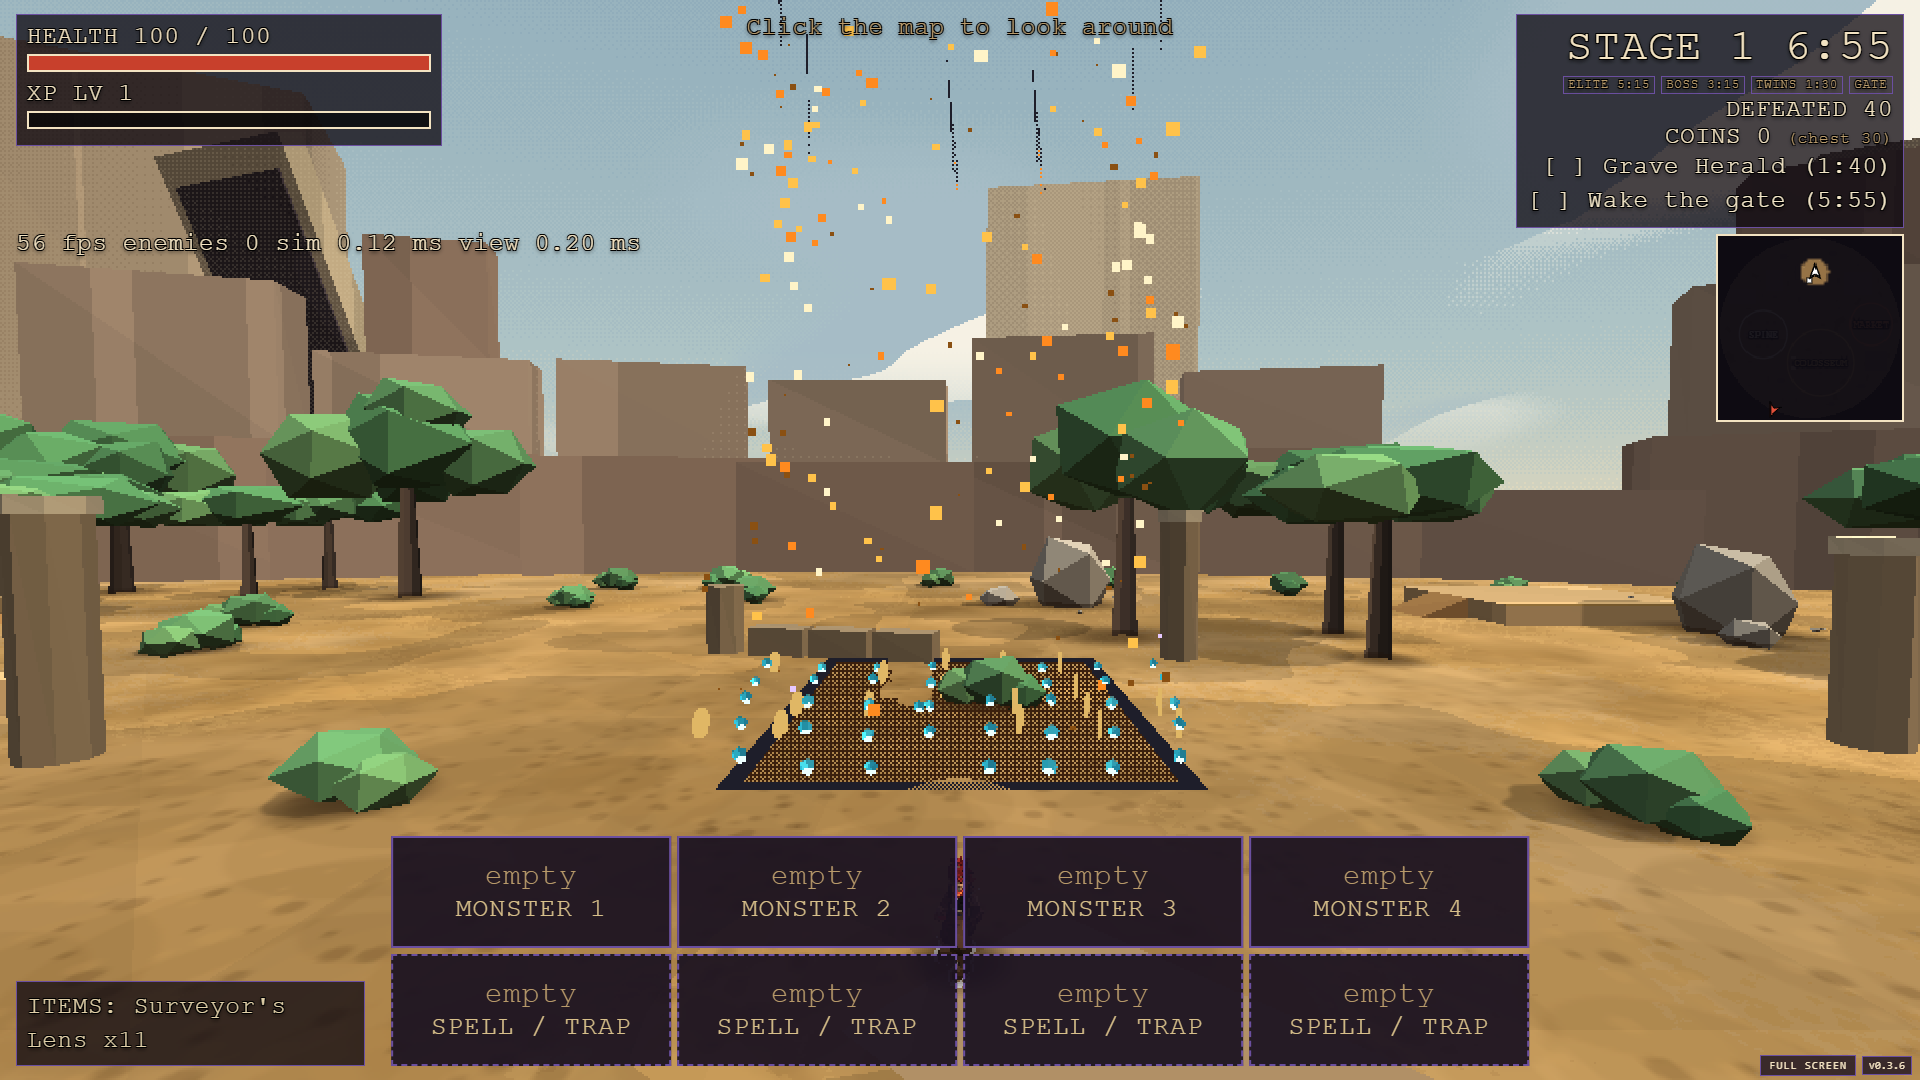 Click the map to look around
HEALTH 100 / 100
XP LV 1
STAGE 1 6:55
ELITE 5:15 BOSS 3:15 TWINS 1:30 GATE
DEFEATED 40
COINS 0 (chest 30)
[ ] Grave Herald (1:40)
[ ] Wake the gate (5:55)
56 fps enemies 0 sim 0.12 ms view 0.20 ms
empty
MONSTER 1
empty
MONSTER 2
empty
MONSTER 3
empty
MONSTER 4
empty
SPELL / TRAP
empty
SPELL / TRAP
empty
SPELL / TRAP
empty
SPELL / TRAP
ITEMS: Surveyor's
Lens x11
FULL SCREEN
v0.3.6